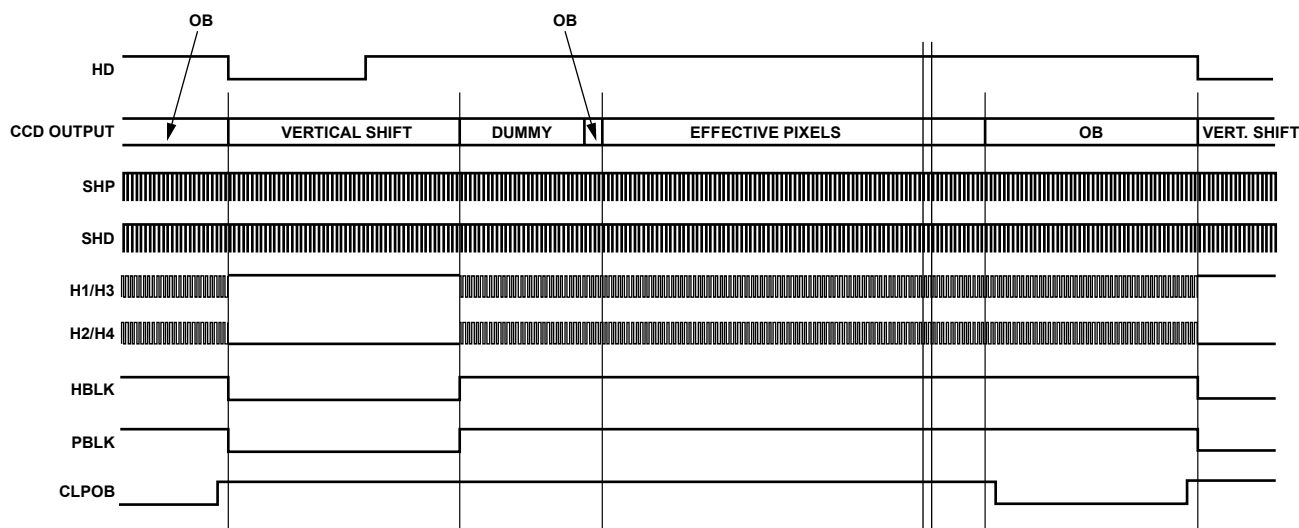 OB OB
HD
CCD OUTPUT VERTICAL SHIFT DUMMY EFFECTIVE PIXELS OB VERT. SHIFT
SHP
SHD
H1/H3
H2/H4
HBLK
PBLK
CLPOB